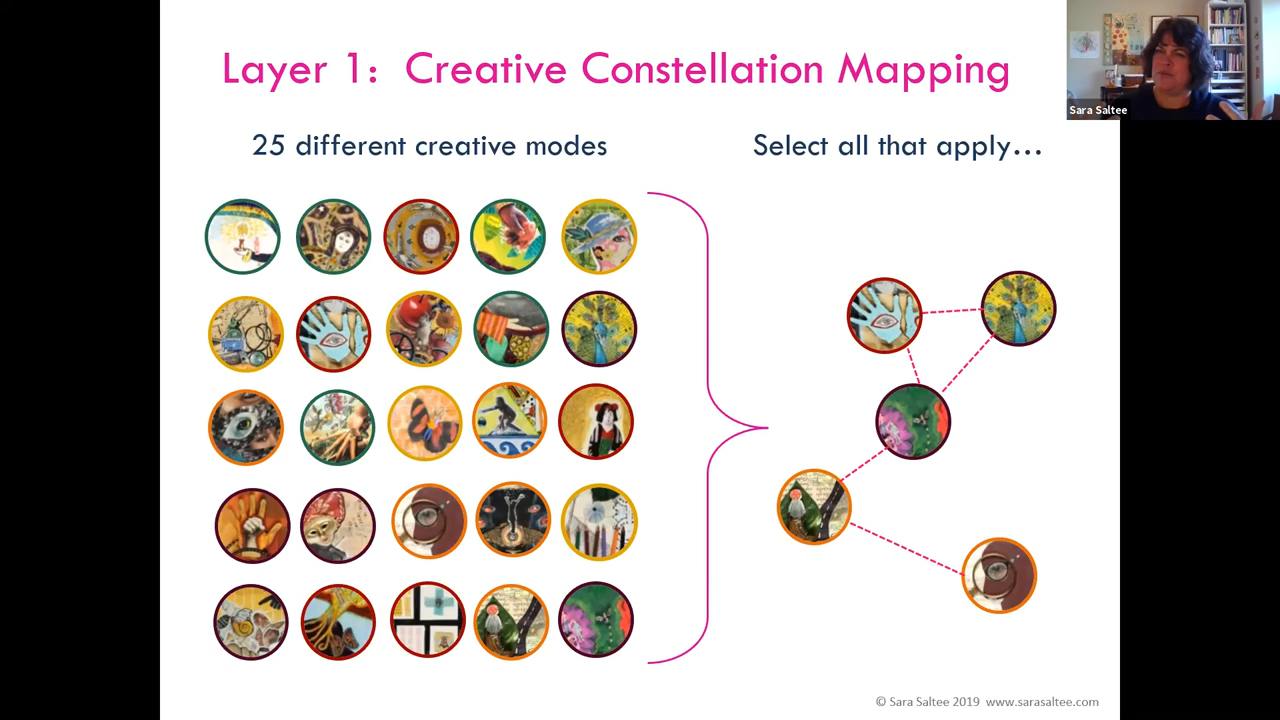 Layer 1: Creative Constellation Mapping
Sara Saltee
25 different creative modes
Select all that apply...
© Sara Saltee 2019 www.sarasaltee.com